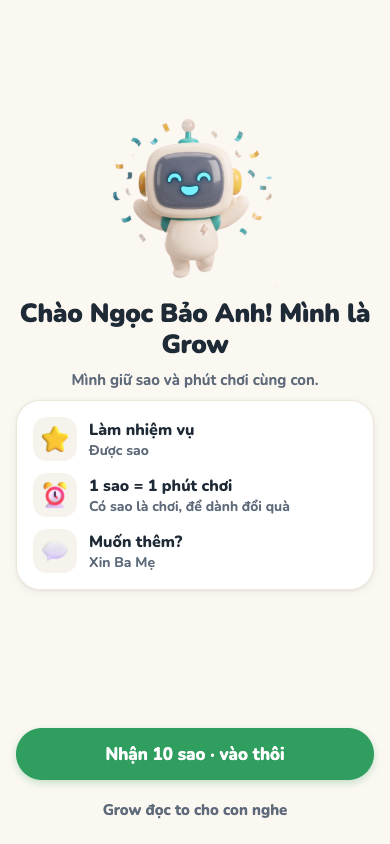 Chào Ngọc Bảo Anh! Mình là
Grow
Mình giữ sao và phút chơi cùng con.
Làm nhiệm vụ
Được sao
1 sao = 1 phút chơi
Có sao là chơi, để dành đổi quà
Muốn thêm?
Xin Ba Mẹ
Nhận 10 sao · vào thôi
Grow đọc to cho con nghe